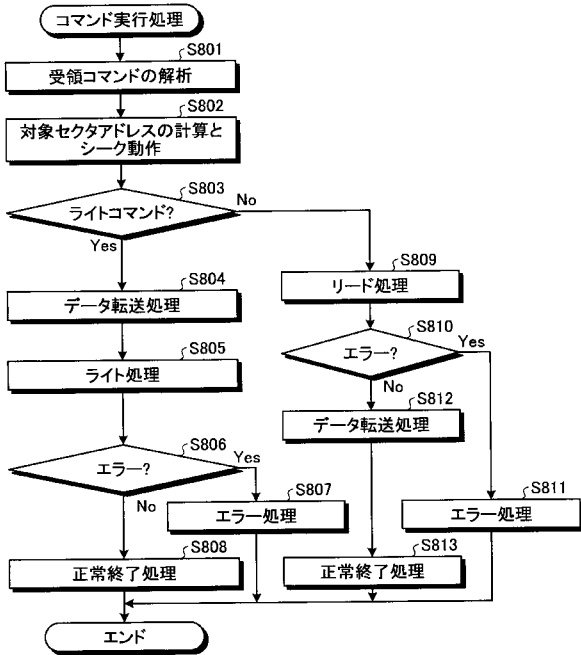 コマンド実行処理
S801
受領コマンドの解析
S802
対象セクタアドレスの計算と
シーク動作
S803
ライトコマンド?
No
Yes
S804
データ転送処理
S805
ライト処理
S806
エラー?
Yes
No
S807
エラー処理
S808
正常終了処理
S809
リード処理
S810
エラー?
Yes
No
S812
データ転送処理
S811
エラー処理
S813
正常終了処理
エンド